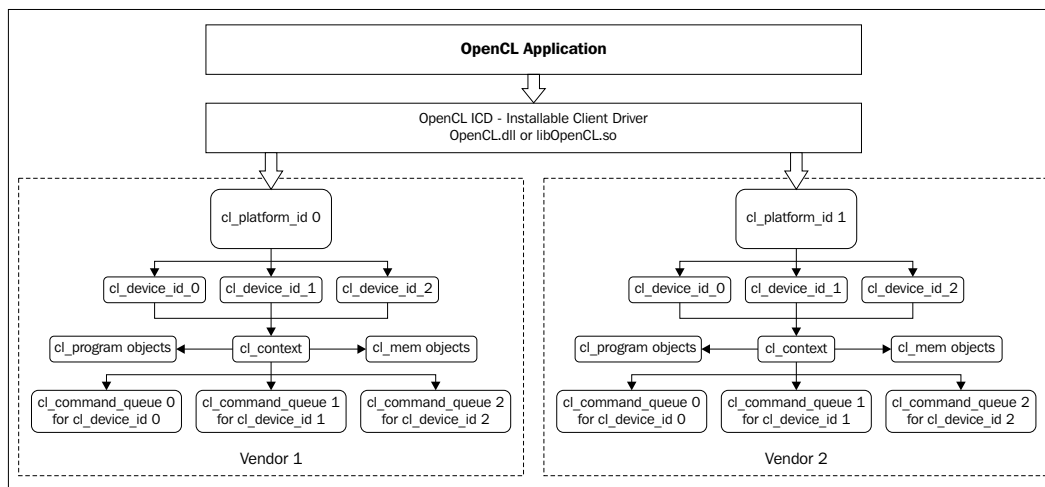 OpenCL Application
OpenCL ICD - Installable Client Driver
OpenCL.dll or libOpenCL.so
cl_platform_id 0
cl_device_id_0 cl_device_id_1 cl_device_id_2
cl_program objects cl_context cl_mem objects
cl_command_queue 0 cl_command_queue 1 cl_command_queue 2
for cl_device_id 0 for cl_device_id 1 for cl_device_id 2
Vendor 1
cl_platform_id 1
cl_device_id_0 cl_device_id_1 cl_device_id_2
cl_program objects cl_context cl_mem objects
cl_command_queue 0 cl_command_queue 1 cl_command_queue 2
for cl_device_id 0 for cl_device_id 1 for cl_device_id 2
Vendor 2